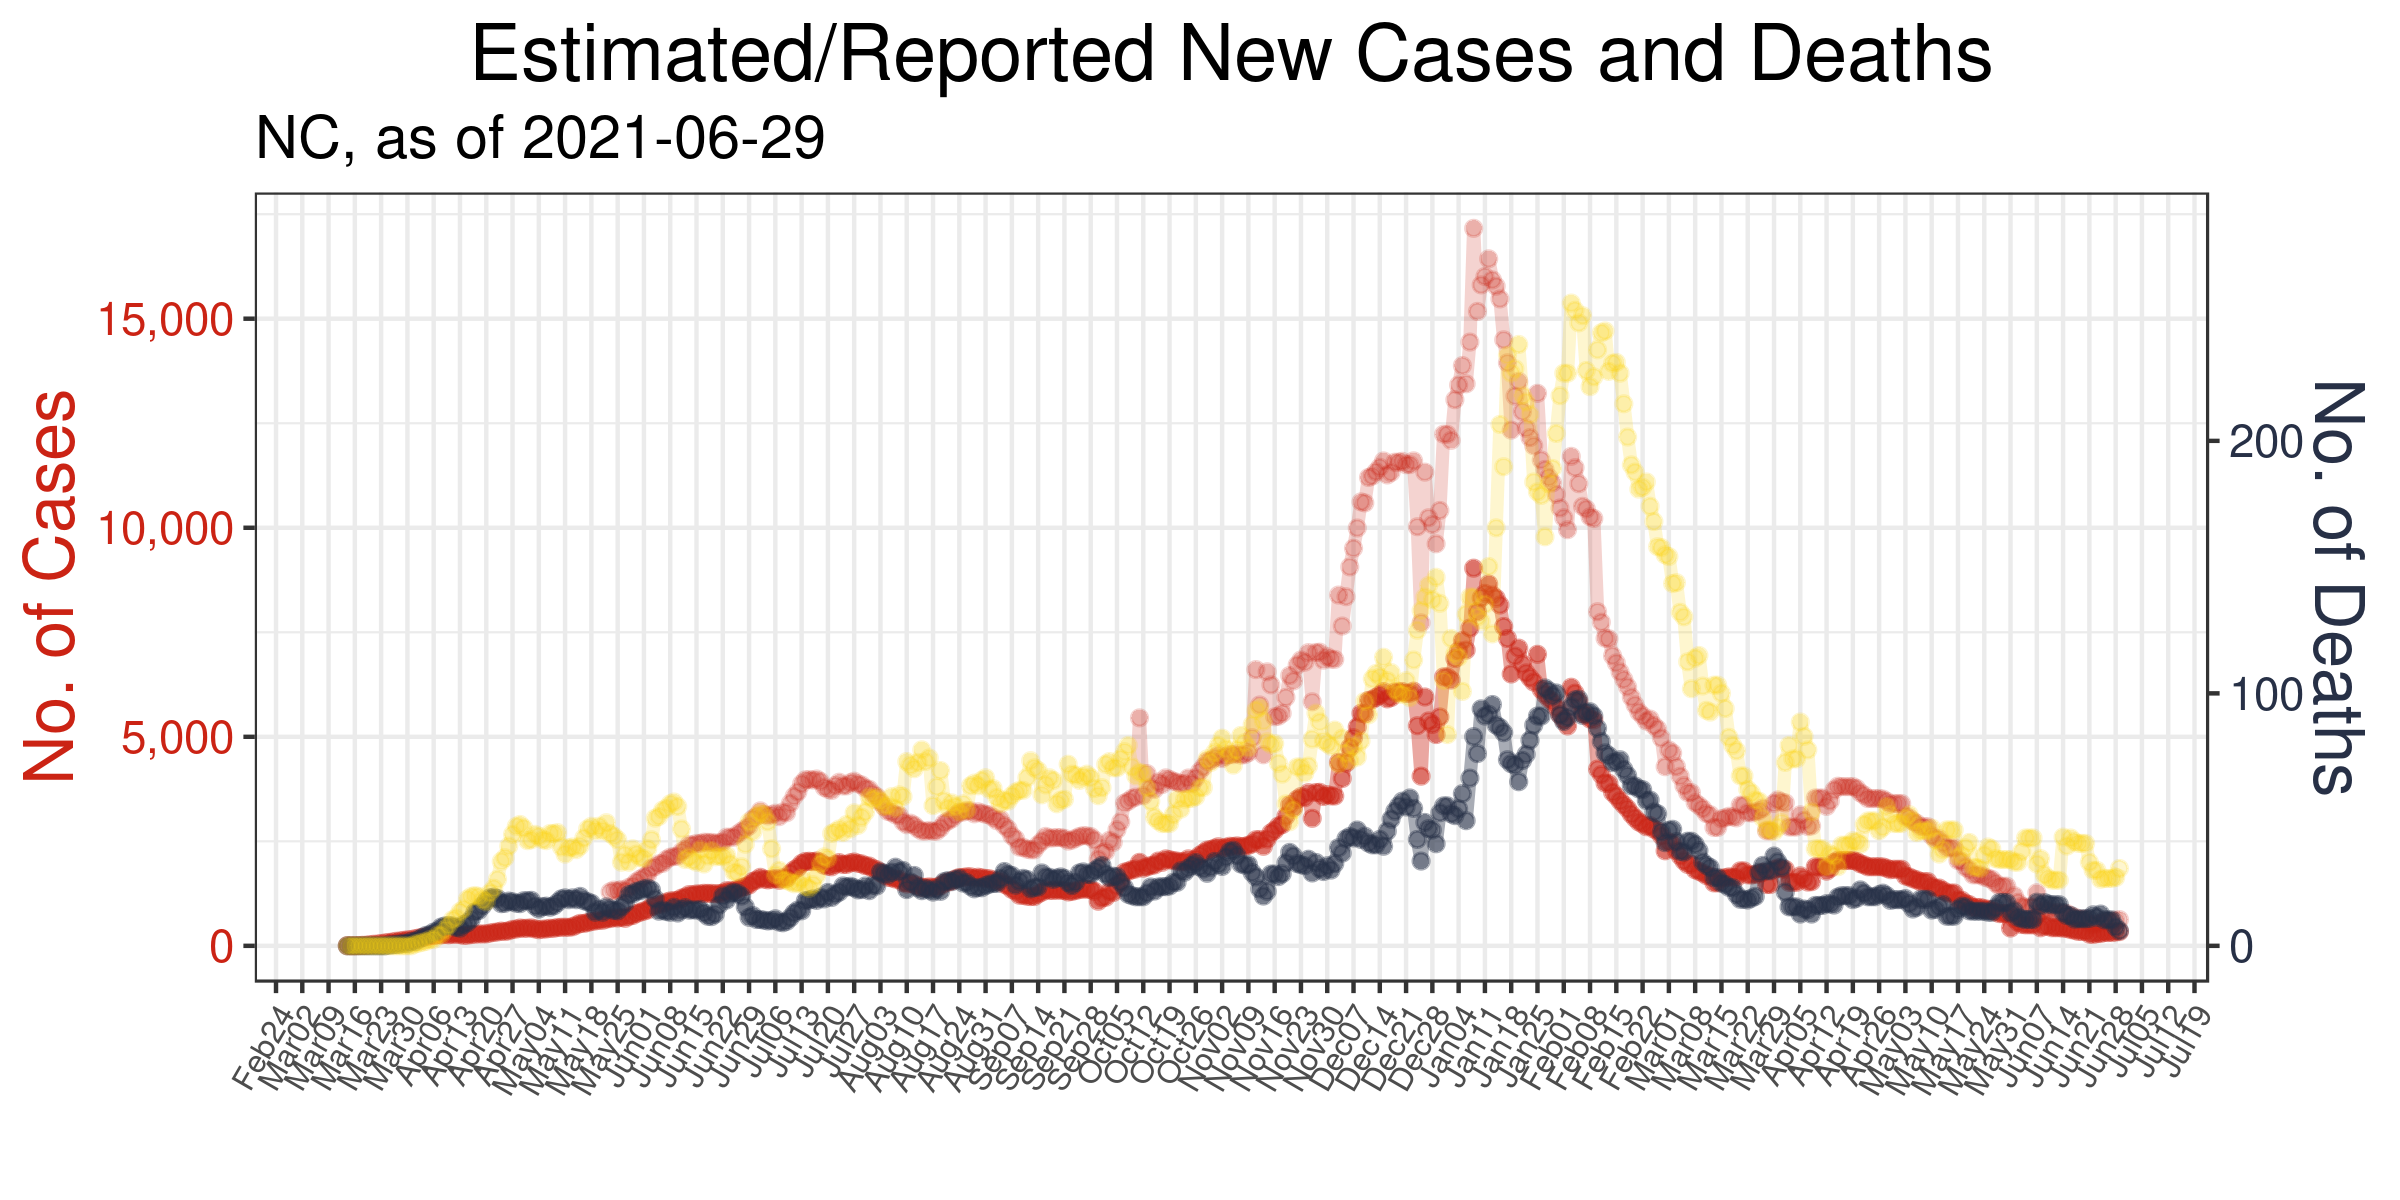 Estimated/Reported New Cases and Deaths
NC, as of 2021-06-29
No. of Cases
15,000
10,000
5,000
0
200
100
0
No. of Deaths
Feb24
Mar02
Mar09
Mar16
Mar23
Mar30
Apr06
Apr13
Apr20
Apr27
May04
May11
May18
May25
Jun01
Jun08
Jun15
Jun22
Jun29
Jul06
Jul13
Jul20
Jul27
Aug03
Aug10
Aug17
Aug24
Aug31
Sep07
Sep14
Sep21
Sep28
Oct05
Oct12
Oct19
Oct26
Nov02
Nov09
Nov16
Nov23
Nov30
Dec07
Dec14
Dec21
Dec28
Jan04
Jan11
Jan18
Jan25
Feb01
Feb08
Feb15
Feb22
Mar01
Mar08
Mar15
Mar22
Mar29
Apr05
Apr12
Apr19
Apr26
May03
May10
May17
May24
May31
Jun07
Jun14
Jun21
Jun28
Jul05
Jul12
Jul19